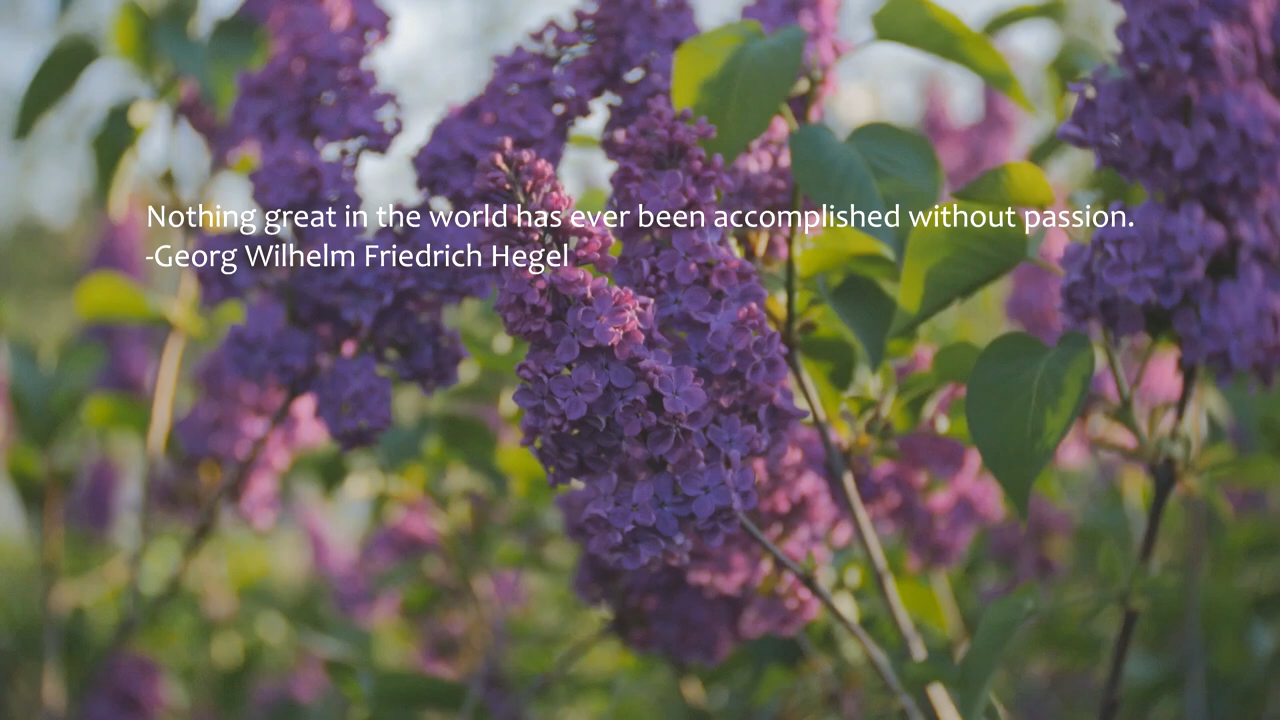 Nothing great in the world has ever been accomplished without passion.
-Georg Wilhelm Friedrich Hegel